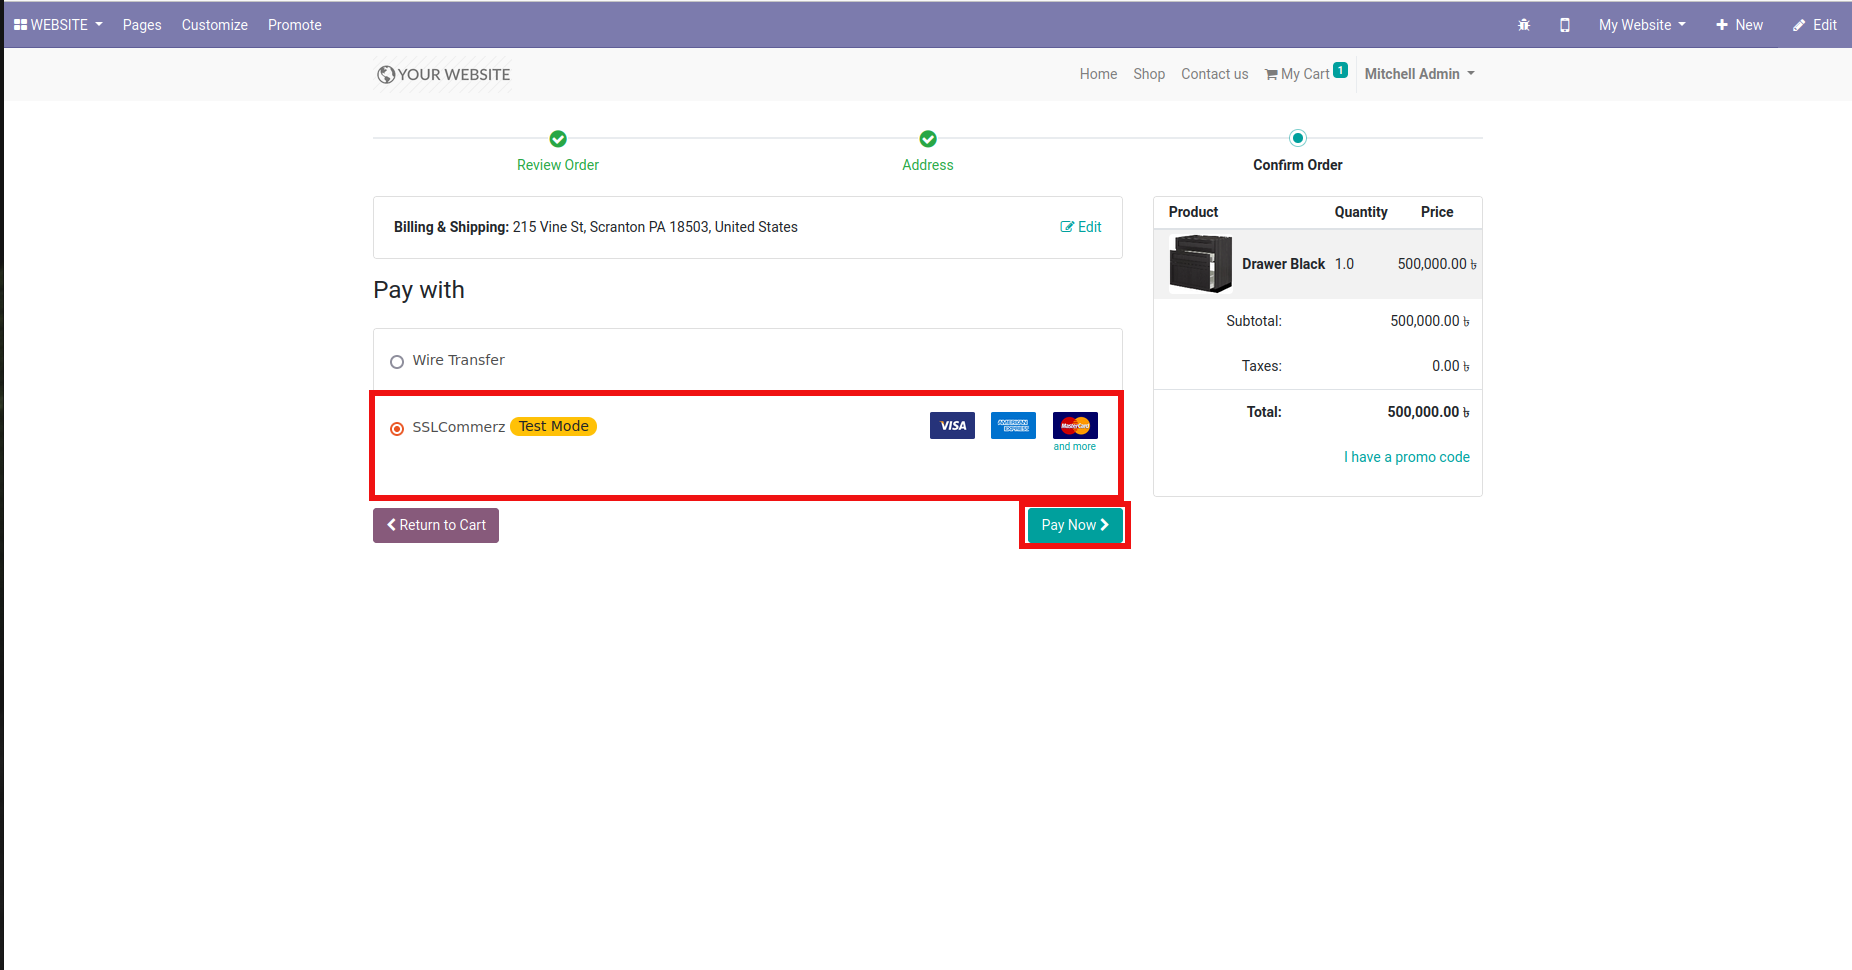 WEBSITE Pages Customize Promote My Website New Edit
YOUR WEBSITE Home Shop Contact us My Cart 1 Mitchell Admin
Review Order Address Confirm Order
Billing & Shipping: 215 Vine St, Scranton PA 18503, United States Edit
Pay with
Wire Transfer
SSLCommerz Test Mode VISA AMERICAN EXPRESS MasterCard
and more
Return to Cart Pay Now
Product Quantity Price
Drawer Black 1.0 500,000.00 ৳
Subtotal: 500,000.00 ৳
Taxes: 0.00 ৳
Total: 500,000.00 ৳
I have a promo code